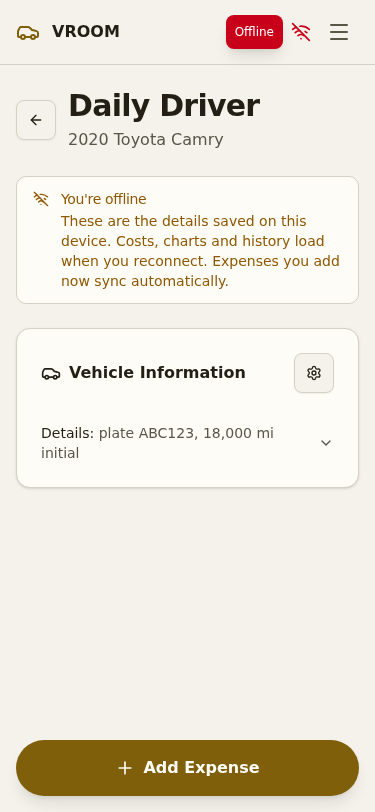 VROOM
Offline
Daily Driver
2020 Toyota Camry
You're offline
These are the details saved on this
device. Costs, charts and history load
when you reconnect. Expenses you add
now sync automatically.
Vehicle Information
Details: plate ABC123, 18,000 mi
initial
Add Expense